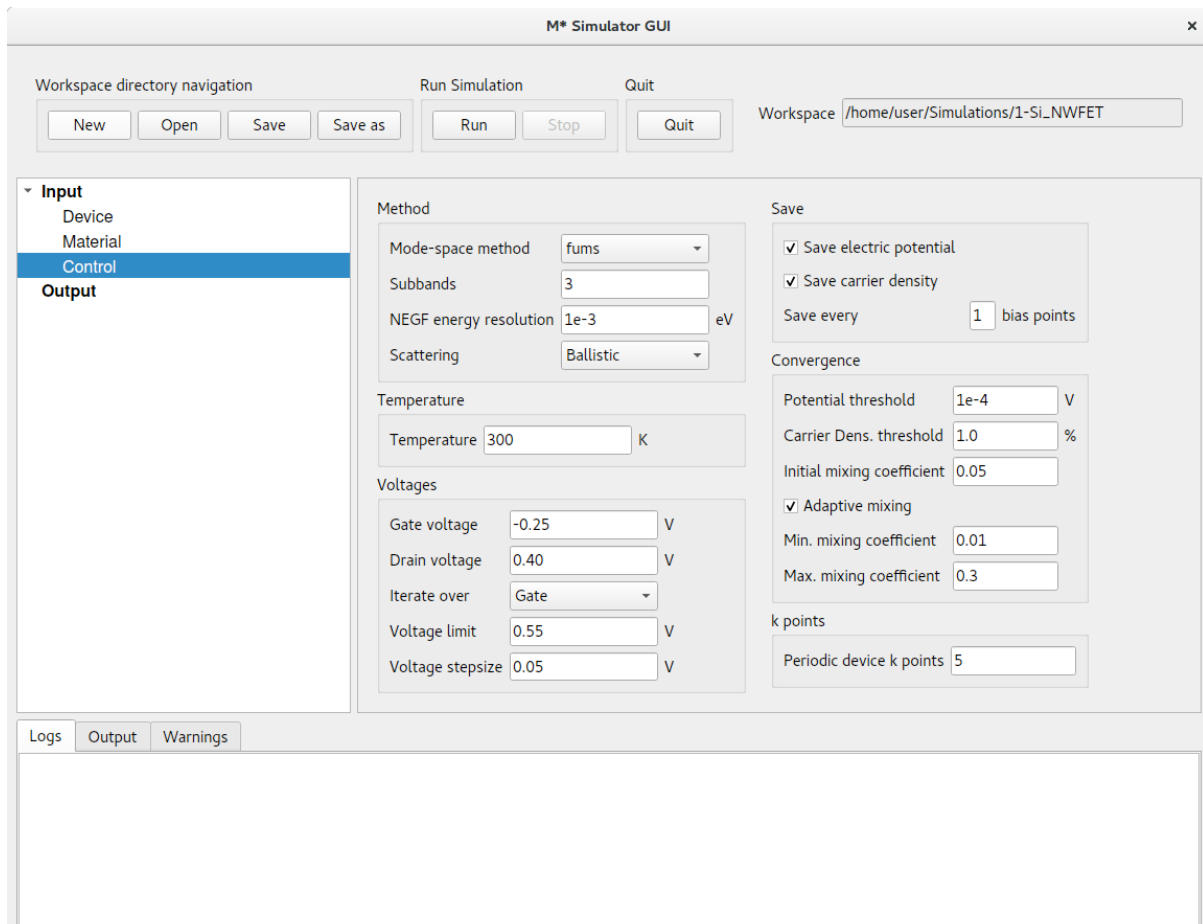 M* Simulator GUI
×
Workspace directory navigation
Run Simulation
Quit
New
Open
Save
Save as
Run
Stop
Quit
Workspace /home/user/Simulations/1-Si_NWFET
Input
Device
Material
Control
Output
Method
Mode-space method fums
Subbands 3
NEGF energy resolution 1e-3 eV
Scattering Ballistic
Temperature
Temperature 300 K
Voltages
Gate voltage -0.25 V
Drain voltage 0.40 V
Iterate over Gate
Voltage limit 0.55 V
Voltage stepsize 0.05 V
Save
Save electric potential
Save carrier density
Save every 1 bias points
Convergence
Potential threshold 1e-4 V
Carrier Dens. threshold 1.0 %
Initial mixing coefficient 0.05
Adaptive mixing
Min. mixing coefficient 0.01
Max. mixing coefficient 0.3
k points
Periodic device k points 5
Logs
Output
Warnings